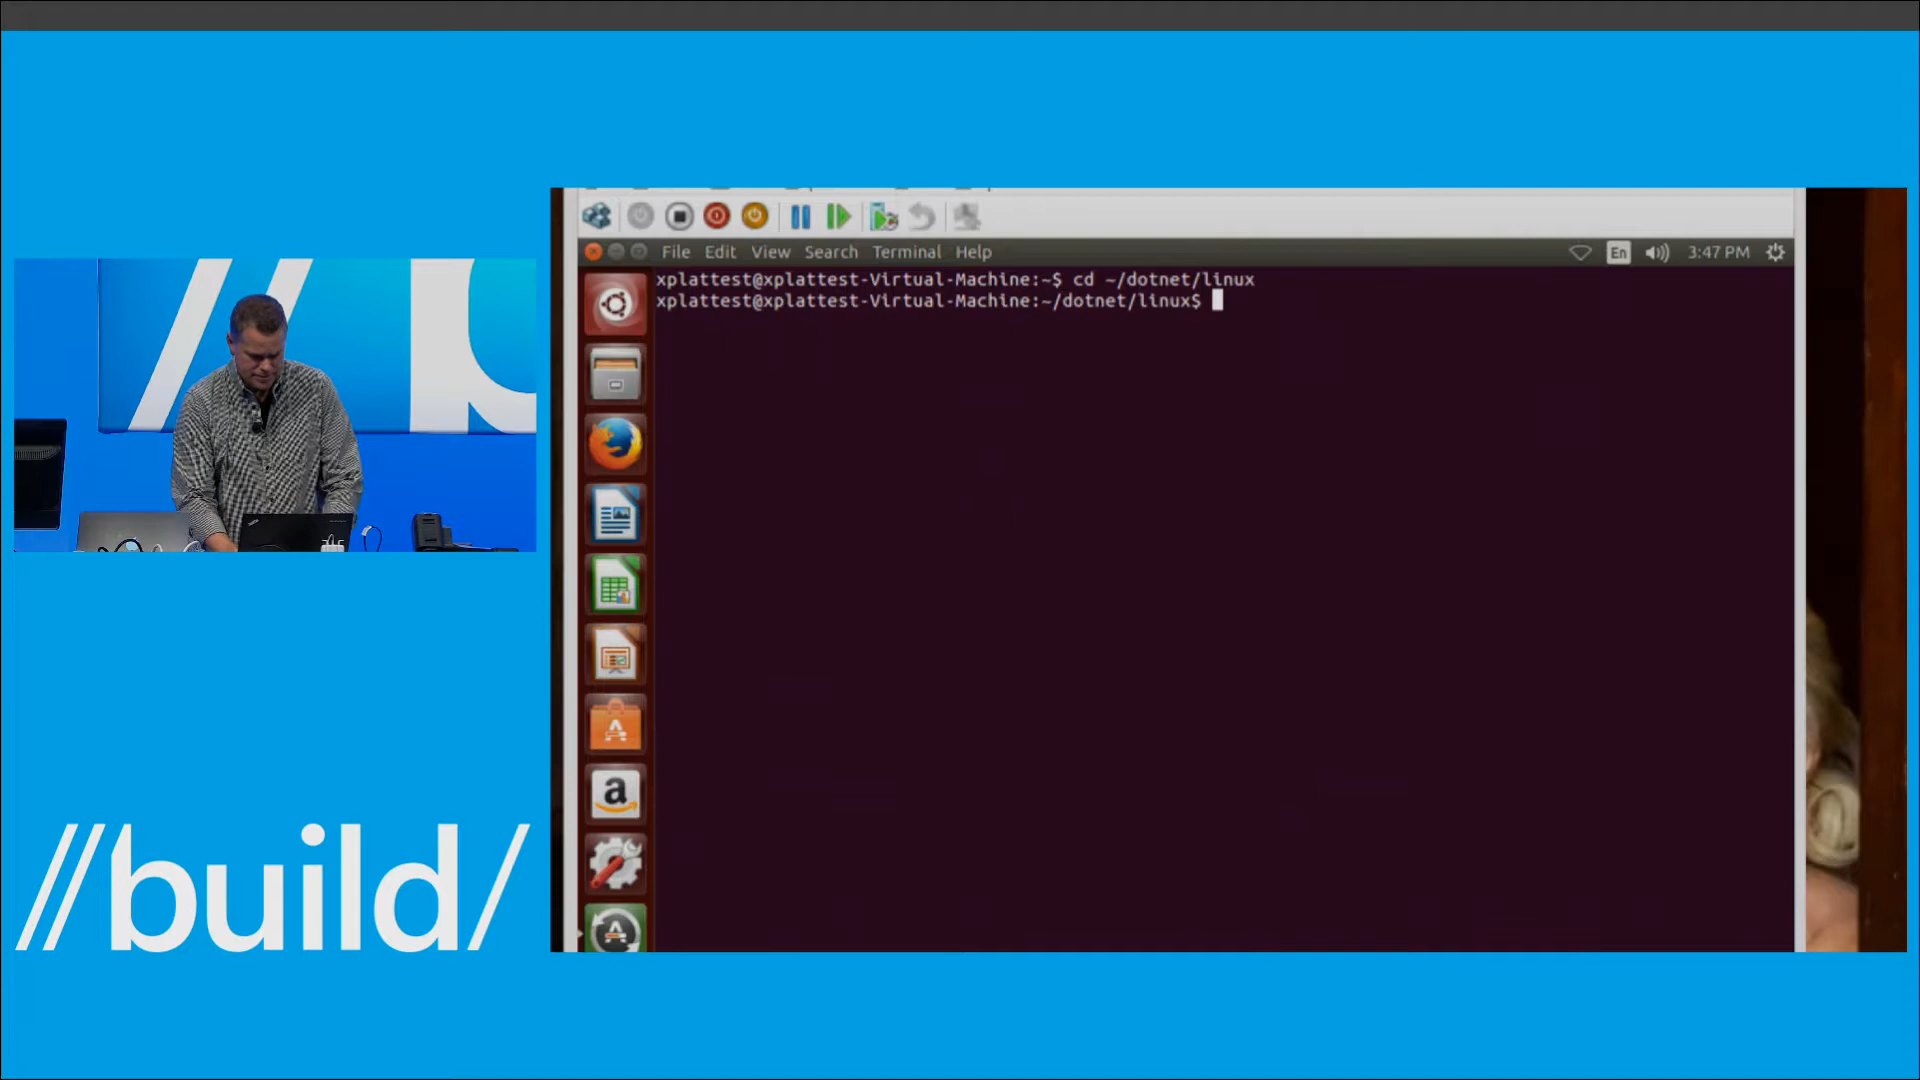 File Edit View Search Terminal Help
En
3:47 PM
xplattest@xplattest-Virtual-Machine:~$ cd ~/dotnet/linux
xplattest@xplattest-Virtual-Machine:~/dotnet/linux$
//build/